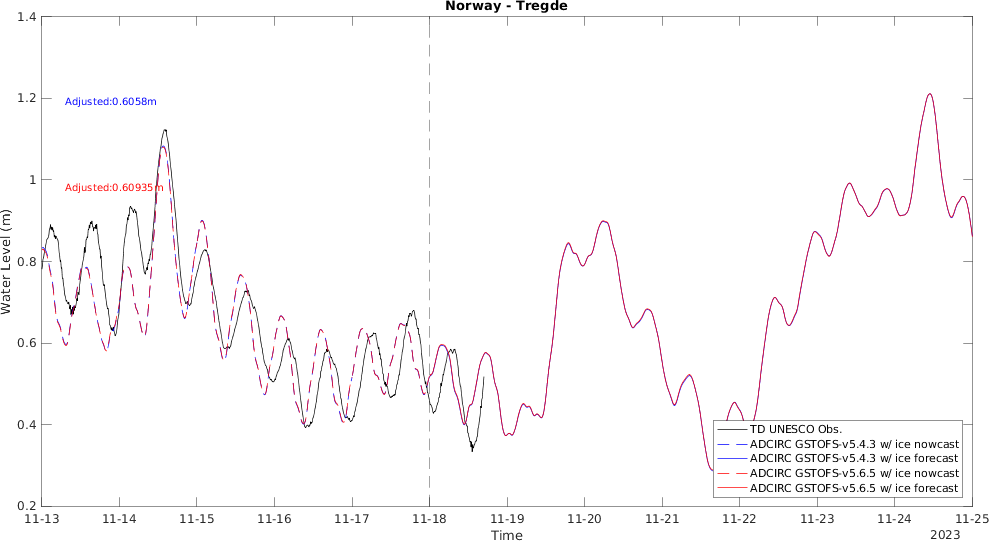 Norway - Tregde
1.4
1.2
1
0.8
0.6
0.4
0.2
Water Level (m)
Adjusted:0.6058m
Adjusted:0.60935m
TD UNESCO Obs.
ADCIRC GSTOFS-v5.4.3 w/ ice nowcast
ADCIRC GSTOFS-v5.4.3 w/ ice forecast
ADCIRC GSTOFS-v5.6.5 w/ ice nowcast
ADCIRC GSTOFS-v5.6.5 w/ ice forecast
11-13 11-14 11-15 11-16 11-17 11-18 11-19 11-20 11-21 11-22 11-23 11-24 11-25
Time
2023